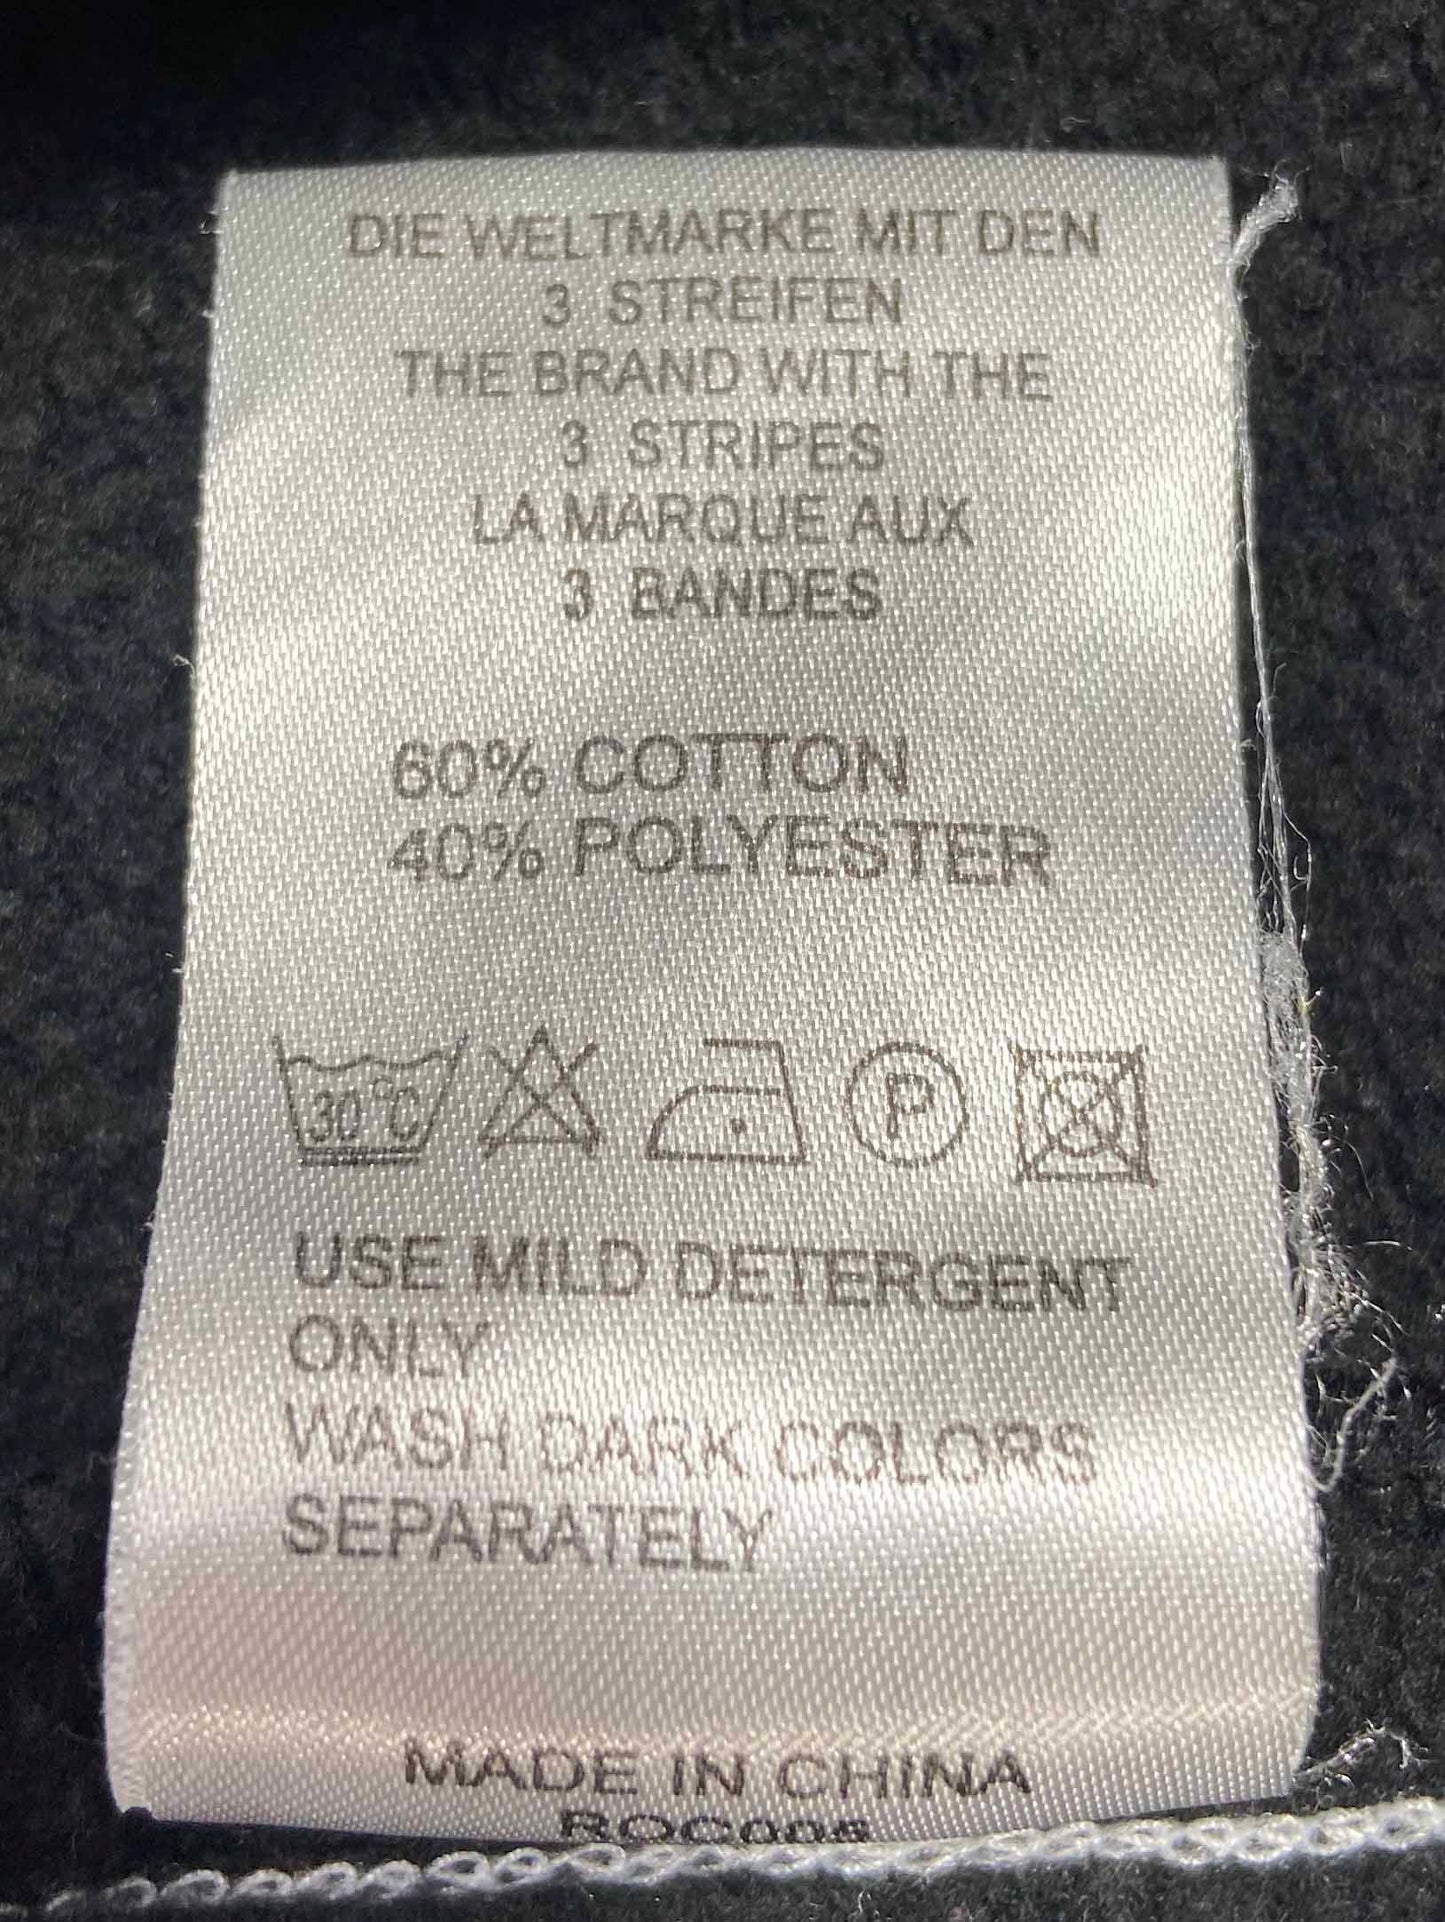 DIE WELTMARKE MIT DEN
3 STREIFEN
THE BRAND WITH THE
3 STRIPES
LA MARQUE AUX
3 BANDES
60% COTTON
40% POLYESTER
30°C
P
USE MILD DETERGENT
ONLY
WASH DARK COLORS
SEPARATELY
MADE IN CHINA